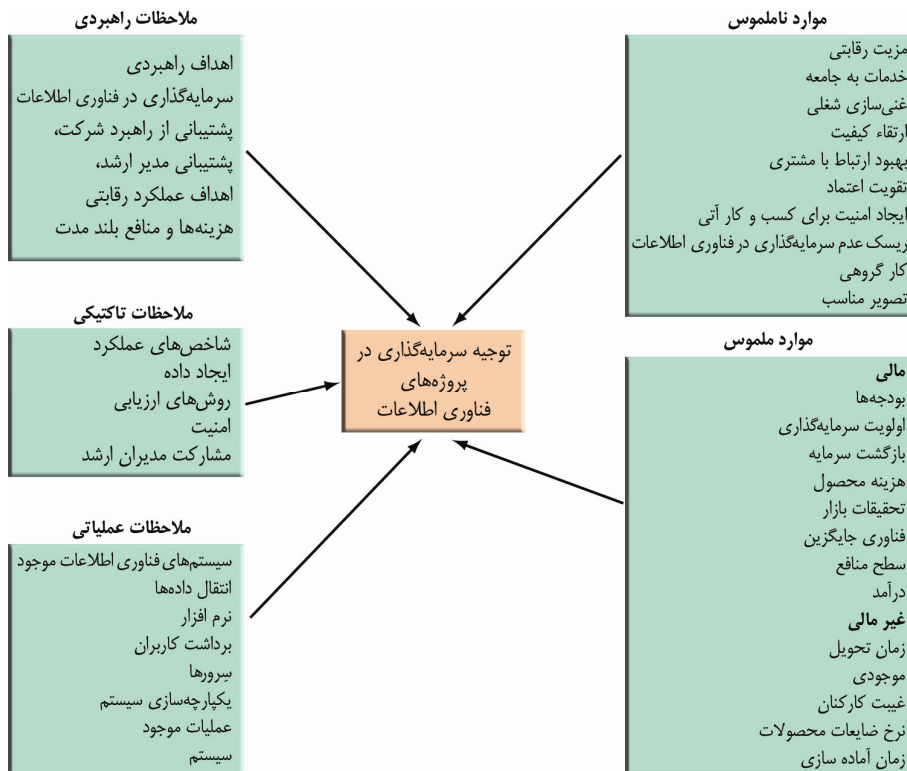 موارد ناملموس
مزیت رقابتی
خدمات به جامعه
غنی‌سازی شغلی
ارتقاء کیفیت
بهبود ارتباط با مشتری
تقویت اعتماد
ایجاد امنیت برای کسب و کار آتی
ریسک عدم سرمایه‌گذاری در فناوری اطلاعات
کار گروهی
تصویر مناسب
موارد ملموس
مالی
بودجه‌ها
اولویت سرمایه‌گذاری
بازگشت سرمایه
هزینه محصول
تحقیقات بازار
فناوری جایگزین
سطح منافع
درآمد
غیر مالی
زمان تحویل
موجودی
غیبت کارکنان
نرخ ضایعات محصولات
زمان آماده سازی
توجیه سرمایه‌گذاری در
پروژه‌های
فناوری اطلاعات
ملاحظات راهبردی
اهداف راهبردی
سرمایه‌گذاری در فناوری اطلاعات
پشتیبانی از راهبرد شرکت،
پشتیبانی مدیر ارشد،
اهداف عملکرد رقابتی
هزینه‌ها و منافع بلند مدت
ملاحظات تاکتیکی
شاخص‌های عملکرد
ایجاد داده
روش‌های ارزیابی
امنیت
مشارکت مدیران ارشد
ملاحظات عملیاتی
سیستم‌های فناوری اطلاعات موجود
انتقال داده‌ها
نرم افزار
برداشت کاربران
سِرورها
یکپارچه‌سازی سیستم
عملیات موجود
سیستم